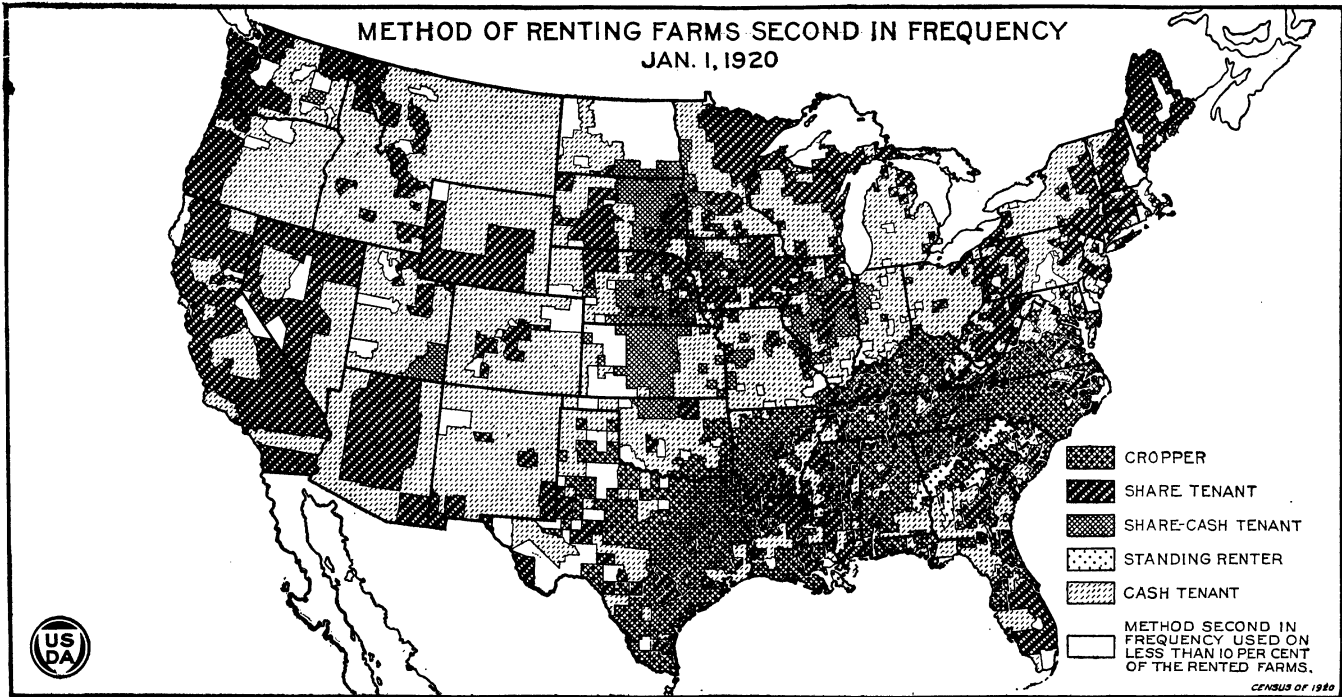 METHOD OF RENTING FARMS SECOND IN FREQUENCY
JAN. 1, 1920
CROPPER
SHARE TENANT
SHARE-CASH TENANT
STANDING RENTER
CASH TENANT
METHOD SECOND IN
FREQUENCY USED ON
LESS THAN 10 PER CENT
OF THE RENTED FARMS.
US
DA
CENSUS OF 1920